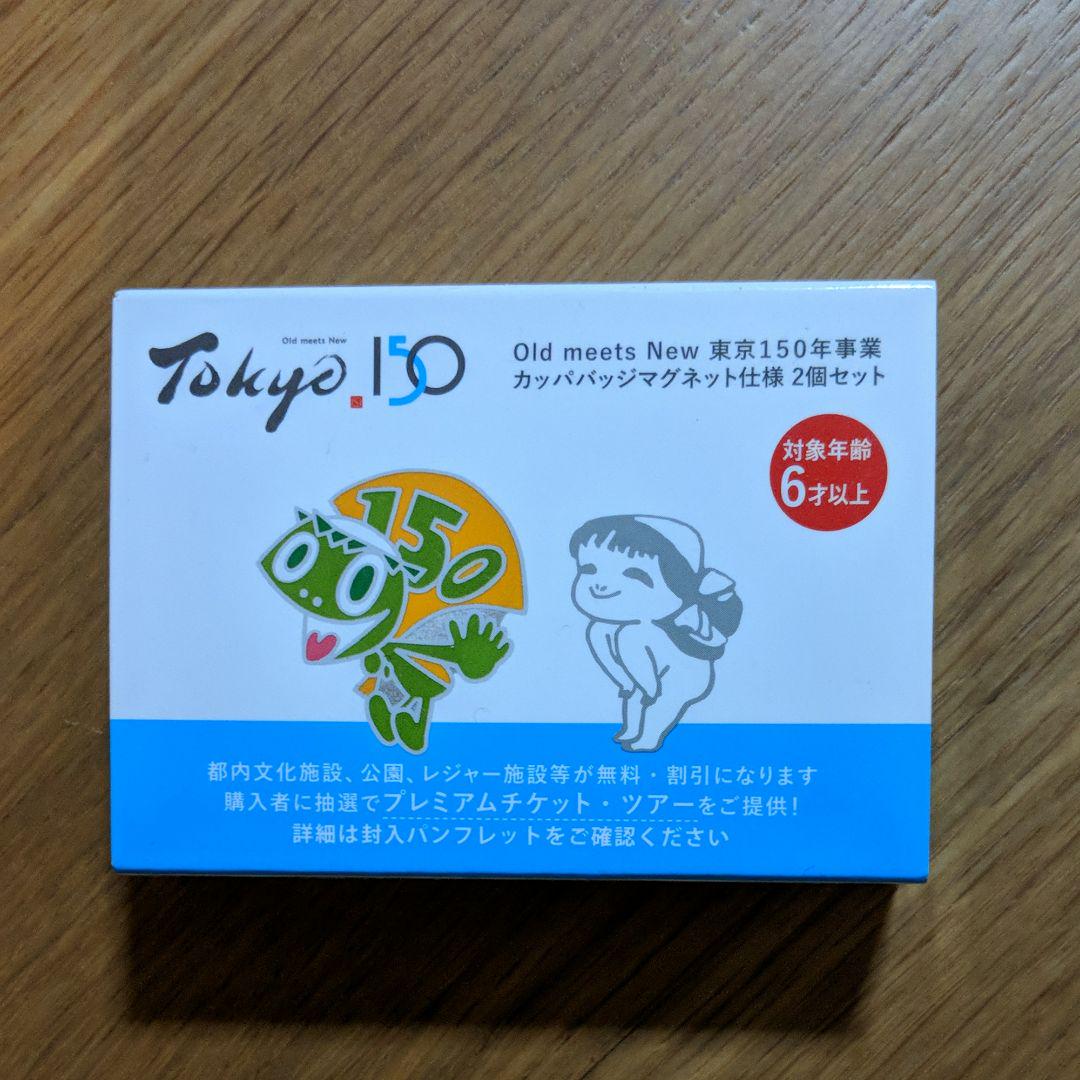 Old meets New
Tokyo 150
Old meets New 東京150年事業
カッパバッジマグネット仕様 2個セット
対象年齢
6才以上
150
都内文化施設、公園、レジャー施設等が無料・割引になります
購入者に抽選でプレミアムチケット・ツアーをご提供!
詳細は封入パンフレットをご確認ください